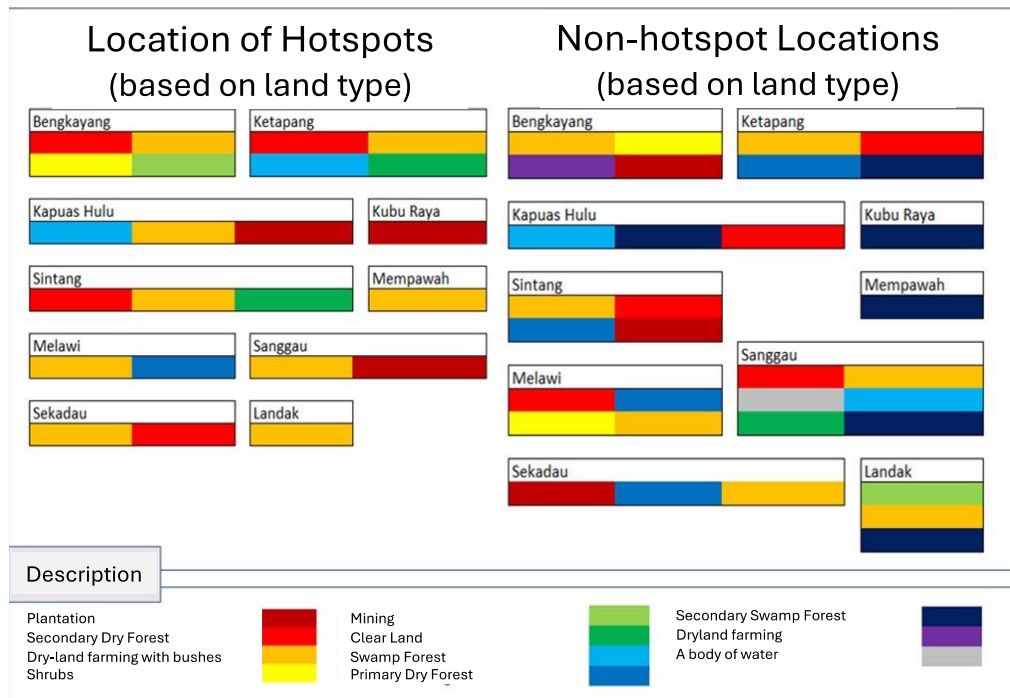 Location of Hotspots
(based on land type)
Bengkayang
Ketapang
Kapuas Hulu
Kubu Raya
Sintang
Mempawah
Melawi
Sanggau
Sekadau
Landak
Non-hotspot Locations
(based on land type)
Bengkayang
Ketapang
Kapuas Hulu
Kubu Raya
Sintang
Mempawah
Sanggau
Melawi
Sekadau
Landak
Description
Plantation
Secondary Dry Forest
Dry-land farming with bushes
Shrubs
Mining
Clear Land
Swamp Forest
Primary Dry Forest
Secondary Swamp Forest
Dryland farming
A body of water